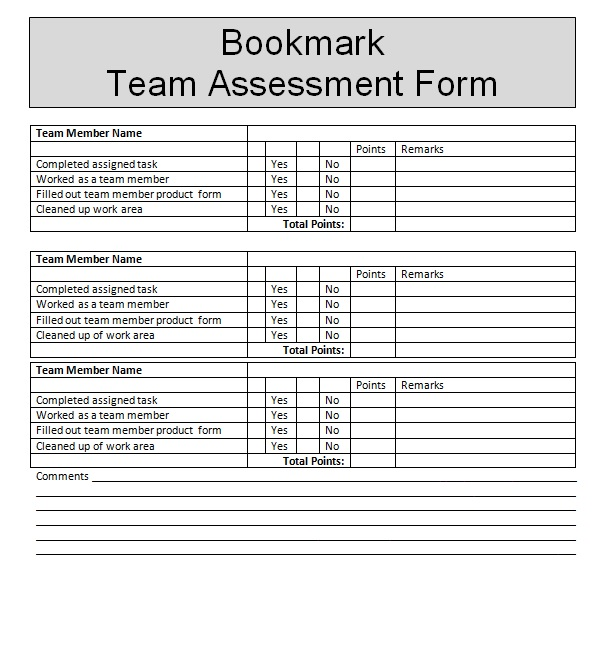 Bookmark
Team Assessment Form
Team Member Name
Points Remarks
Completed assigned task Yes No
Worked as a team member Yes No
Filled out team member product form Yes No
Cleaned up work area Yes No
Total Points:
Team Member Name
Points Remarks
Completed assigned task Yes No
Worked as a team member Yes No
Filled out team member product form Yes No
Cleaned up of work area Yes No
Total Points:
Team Member Name
Points Remarks
Completed assigned task Yes No
Worked as a team member Yes No
Filled out team member product form Yes No
Cleaned up of work area Yes No
Total Points:
Comments